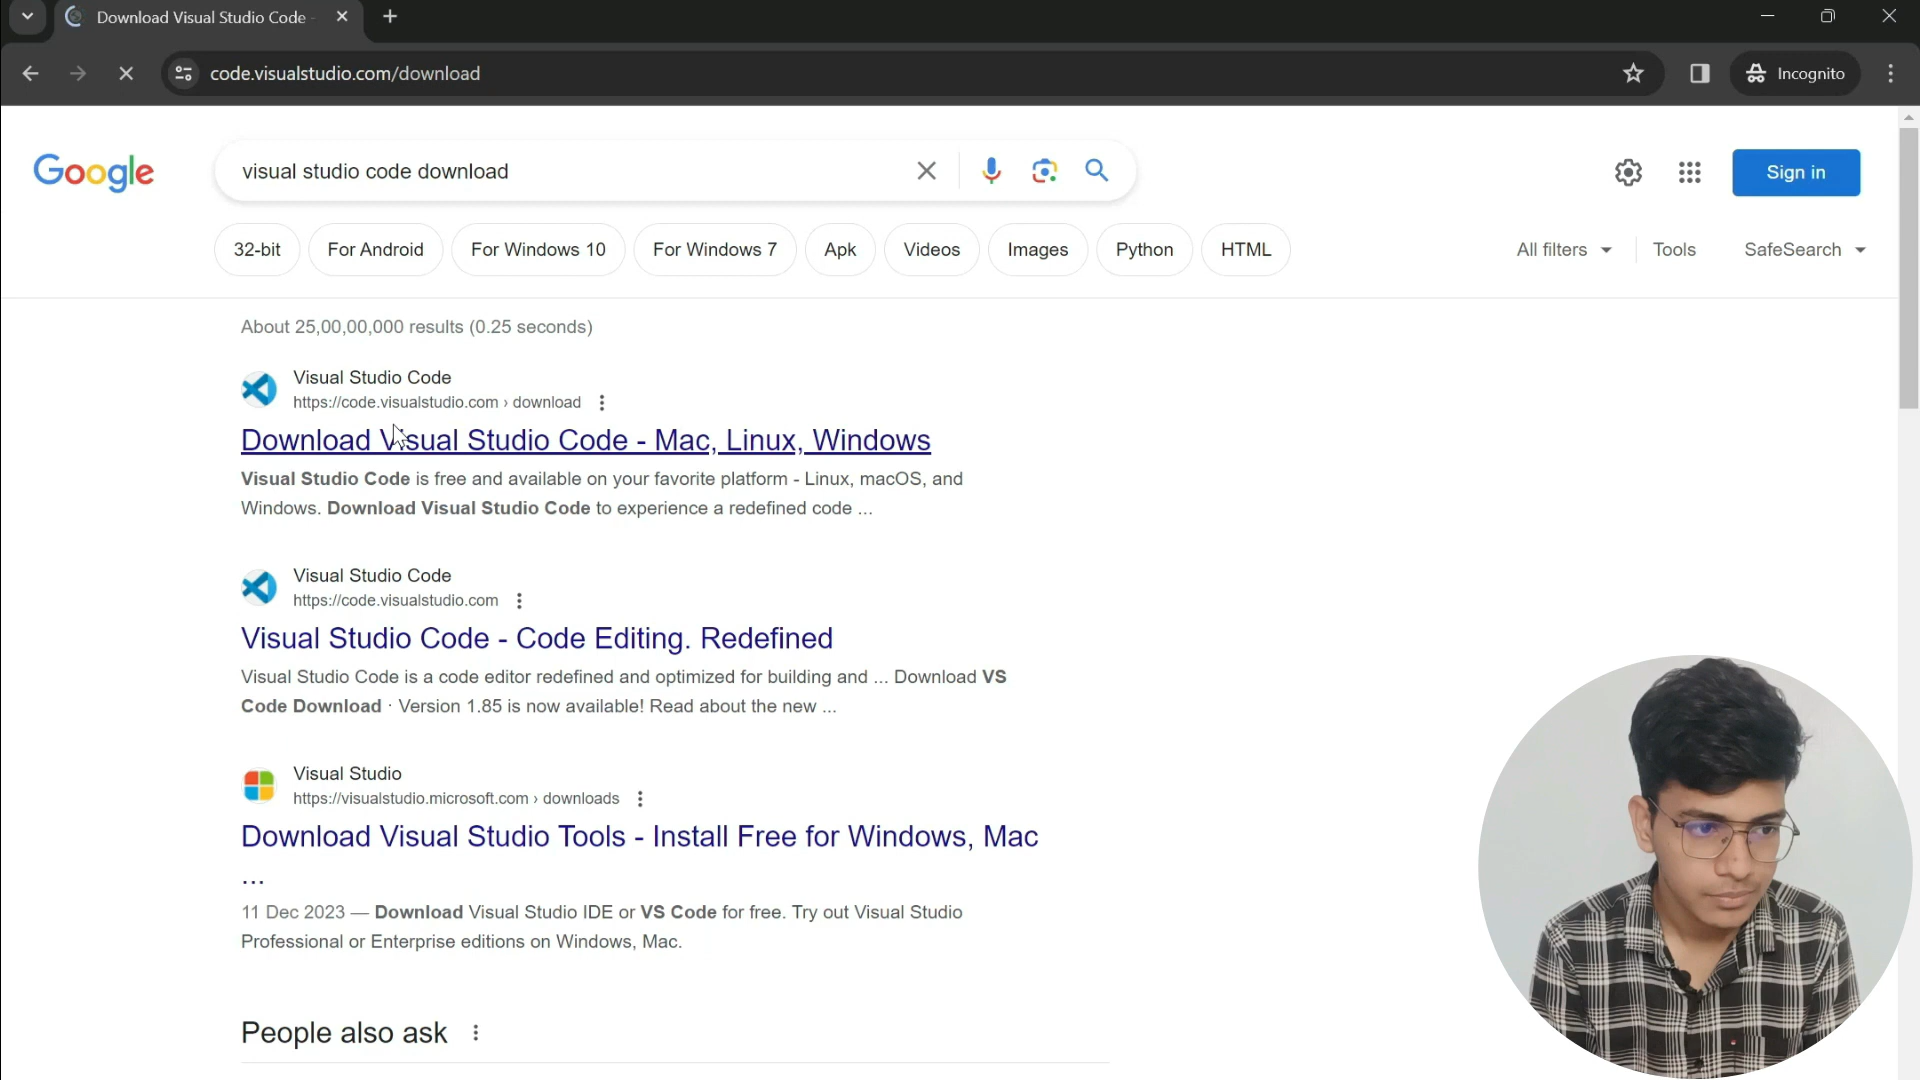 Download Visual Studio Code -
code.visualstudio.com/download
Incognito
Google
visual studio code download
Sign in
32-bit
For Android
For Windows 10
For Windows 7
Apk
Videos
Images
Python
HTML
All filters
Tools
SafeSearch
About 25,00,00,000 results (0.25 seconds)
Visual Studio Code
https://code.visualstudio.com › download
Download Visual Studio Code - Mac, Linux, Windows
Visual Studio Code is free and available on your favorite platform - Linux, macOS, and
Windows. Download Visual Studio Code to experience a redefined code ...
Visual Studio Code
https://code.visualstudio.com
Visual Studio Code - Code Editing. Redefined
Visual Studio Code is a code editor redefined and optimized for building and ... Download VS
Code Download · Version 1.85 is now available! Read about the new ...
Visual Studio
https://visualstudio.microsoft.com › downloads
Download Visual Studio Tools - Install Free for Windows, Mac
...
11 Dec 2023 — Download Visual Studio IDE or VS Code for free. Try out Visual Studio
Professional or Enterprise editions on Windows, Mac.
People also ask